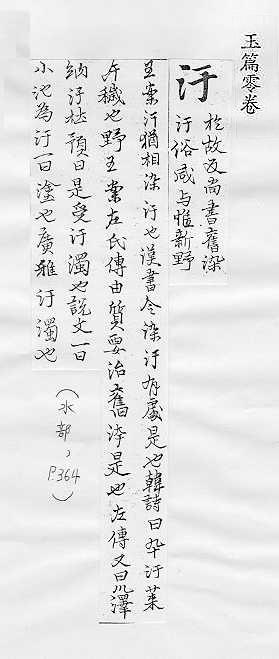 玉篇零卷
汙
於故反尚書舊染
汙俗咸与惟新野
王案汙猶相染汙也漢書今染汙有處是也韓詩曰卆汙萊
穢也野王案左氏傳由質要治舊洿是也左傳又曰川澤
納汙杜預曰是受汙濁也說文一曰
小池為汙一曰塗也廣雅汙濁也
(水部,P.364)